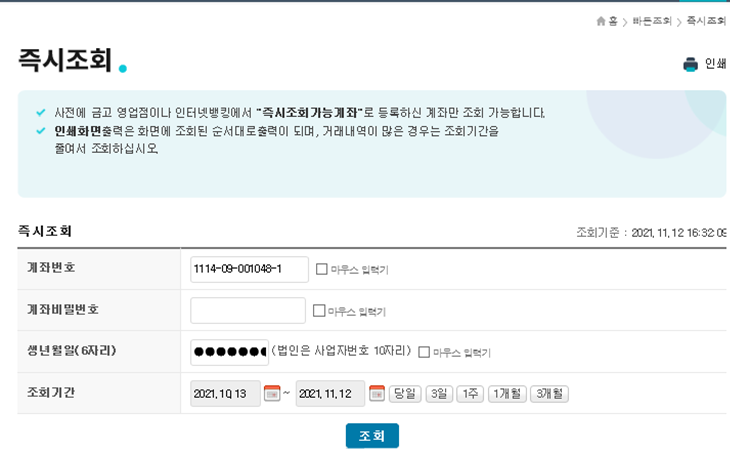 홈 > 빠른조회 > 즉시조회
즉시조회
인쇄
사전에 금고 영업점이나 인터넷뱅킹에서 "즉시조회가능계좌"로 등록하신 계좌만 조회 가능합니다.
인쇄화면출력은 화면에 조회된 순서대로출력이 되며, 거래내역이 많은 경우는 조회기간을
줄여서 조회하십시오.
즉시조회
조회기준 : 2021.11.12 16:32:09
계좌번호 1114-09-001048-1 마우스 입력기
계좌비밀번호 마우스 입력기
생년월일(6자리) ●●●●●●● (법인은 사업자번호 10자리) 마우스 입력기
조회기간 2021.10.13 ~ 2021.11.12 당일 3일 1주 1개월 3개월
조회